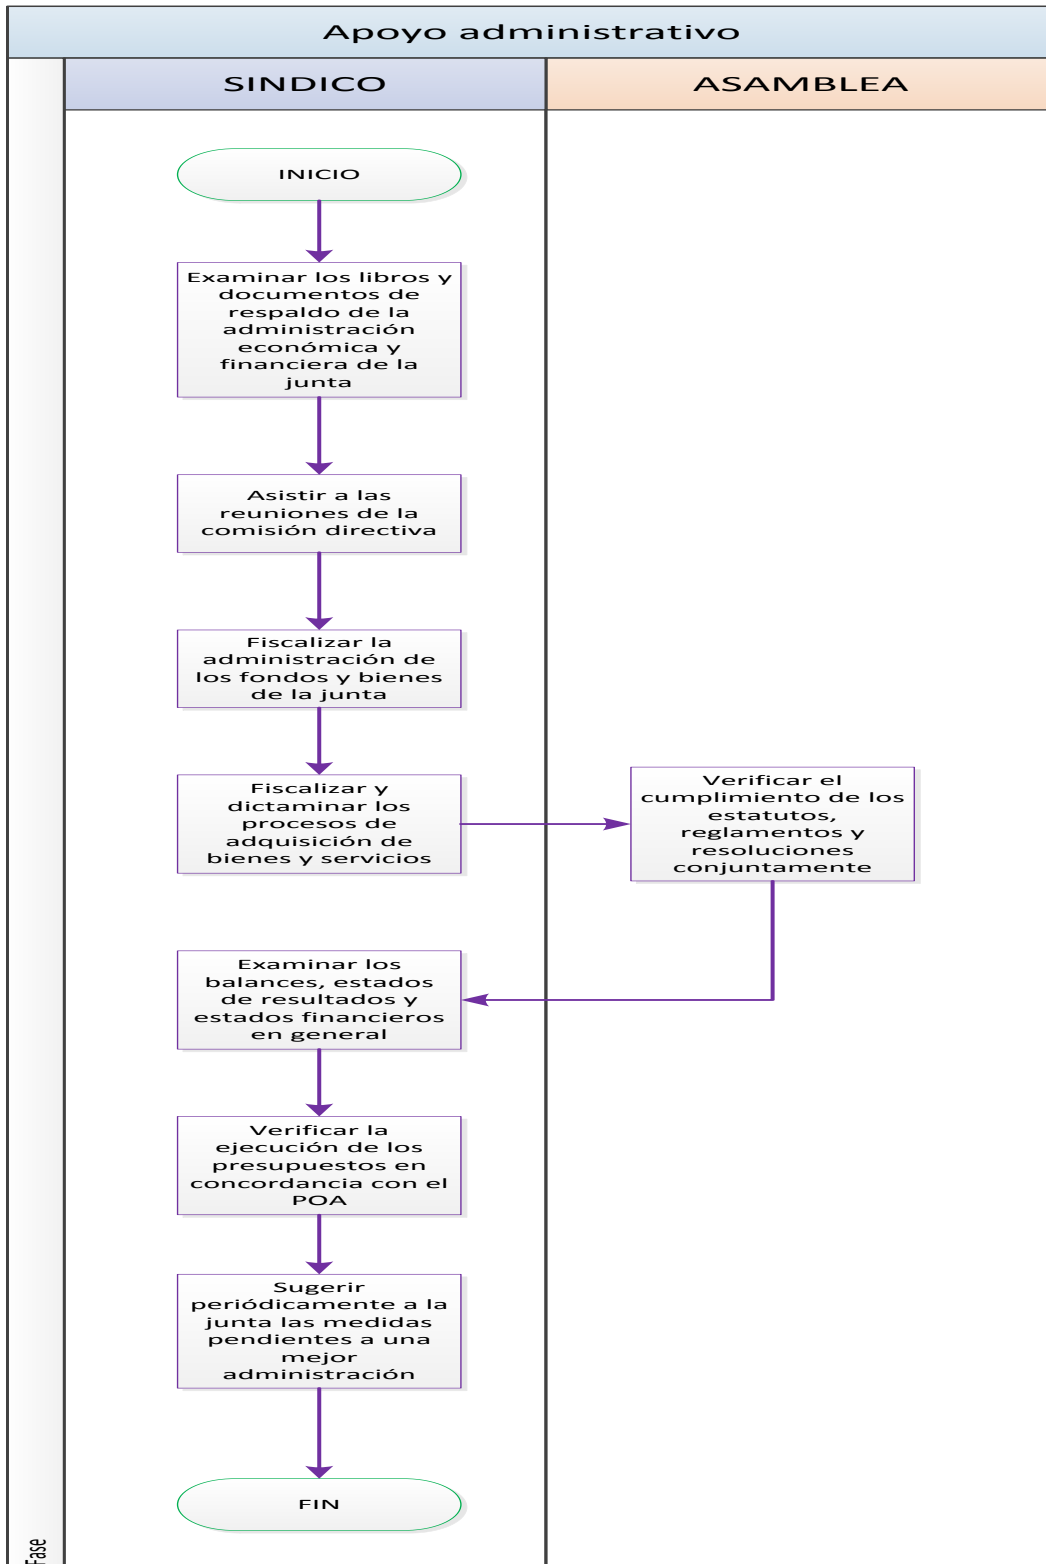 Apoyo administrativo
SINDICO
ASAMBLEA
INICIO
Examinar los libros y
documentos de
respaldo de la
administración
económica y
financiera de la
junta
Asistir a las
reuniones de la
comisión directiva
Fiscalizar la
administración de
los fondos y bienes
de la junta
Fiscalizar y
dictaminar los
procesos de
adquisición de
bienes y servicios
Verificar el
cumplimiento de los
estatutos,
reglamentos y
resoluciones
conjuntamente
Examinar los
balances, estados
de resultados y
estados financieros
en general
Verificar la
ejecución de los
presupuestos en
concordancia con el
POA
Sugerir
periódicamente a la
junta las medidas
pendientes a una
mejor
administración
FIN
Fase